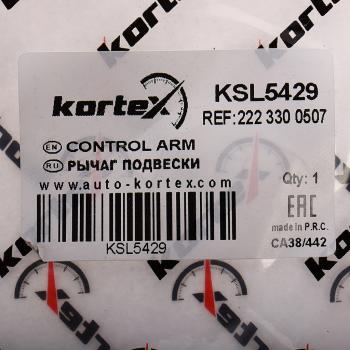 kortex
KSL5429
REF:222 330 0507
EN CONTROL ARM
RU РЫЧАГ ПОДВЕСКИ
www.auto-kortex.com
Qty: 1
KSL5429
EAC
made in P.R.C.
CA38/442